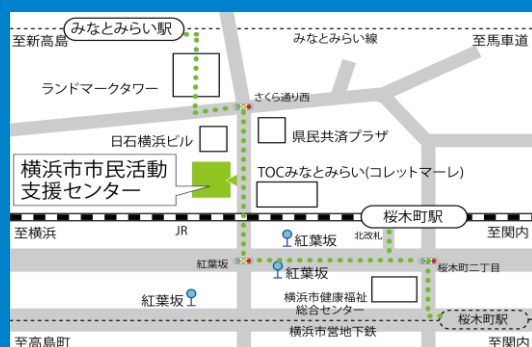 みなとみらい駅
至新高島
みなとみらい線
至馬車道
ランドマークタワー
さくら通り西
日石横浜ビル
県民共済プラザ
横浜市市民活動
支援センター
TOCみなとみらい(コレットマーレ)
桜木町駅
至横浜
JR
北改札
至関内
紅葉坂
紅葉坂
桜木町二丁目
紅葉坂
紅葉坂
横浜市健康福祉
総合センター
桜木町駅
横浜市営地下鉄
至高島町
至関内